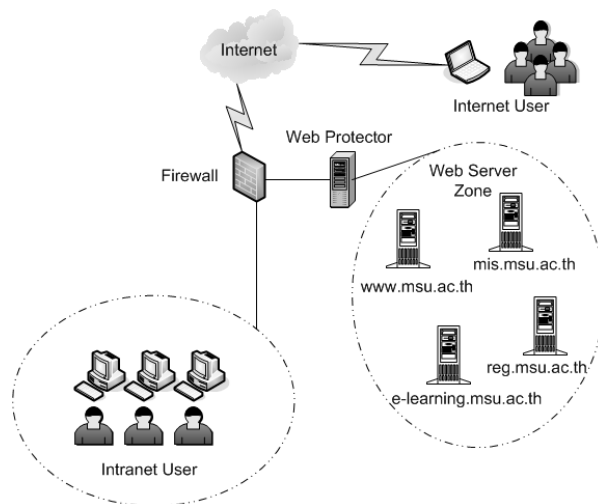 Internet
Internet User
Web Protector
Firewall
Web Server
Zone
www.msu.ac.th
mis.msu.ac.th
e-learning.msu.ac.th
reg.msu.ac.th
Intranet User